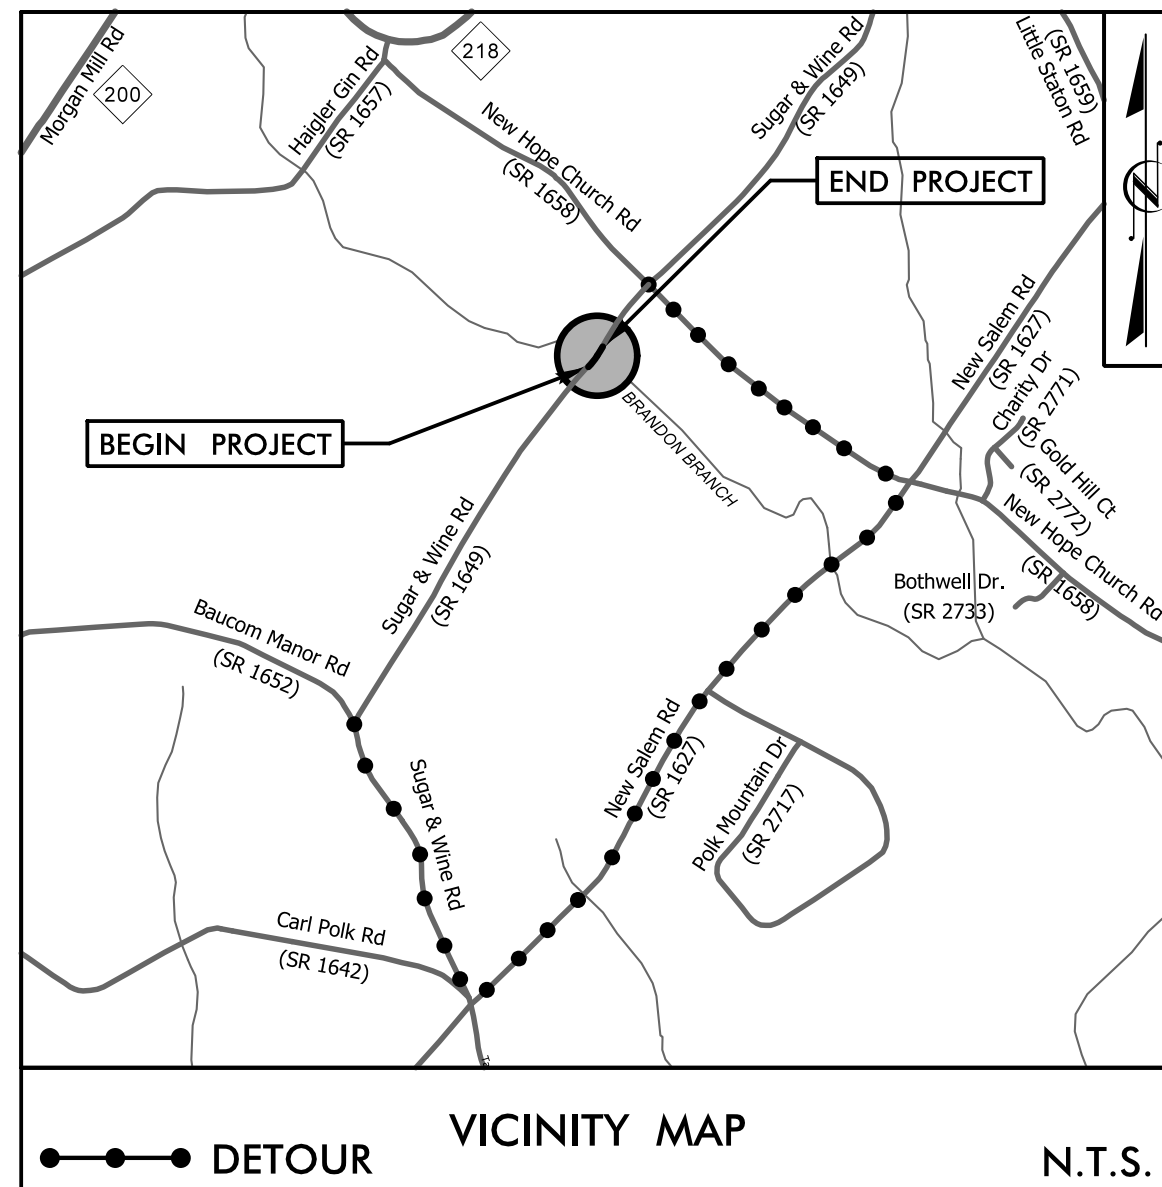 Morgan Mill Rd
200
218
Haigler Gin Rd
(SR 1657)
New Hope Church Rd
(SR 1658)
Sugar & Wine Rd
(SR 1649)
(SR 1659)
Little Staton Rd
N
END PROJECT
New Salem Rd
(SR 1627)
Charity Dr
(SR 2771)
Gold Hill Ct
(SR 2772)
New Hope Church Rd
(SR 1658)
BEGIN PROJECT
BRANDON BRANCH
Sugar & Wine Rd
(SR 1649)
Bothwell Dr.
(SR 2733)
Baucom Manor Rd
(SR 1652)
New Salem Rd
(SR 1627)
Polk Mountain Dr
(SR 2717)
Sugar & Wine Rd
Carl Polk Rd
(SR 1642)
VICINITY MAP
DETOUR
N.T.S.